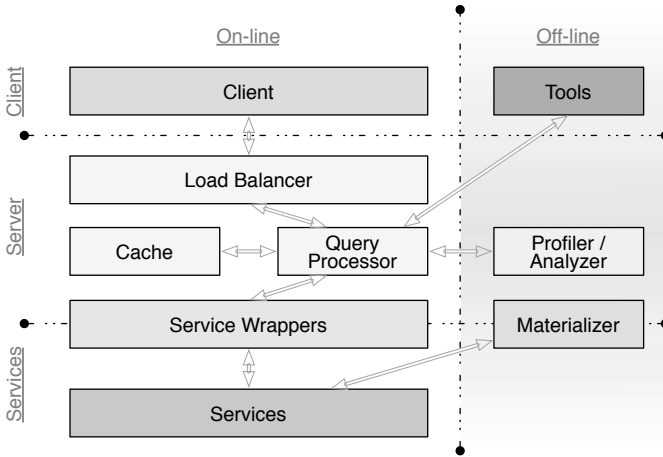 On-line
Off-line
Client
Client
Tools
Server
Load Balancer
Cache
Query
Processor
Profiler /
Analyzer
Services
Service Wrappers
Materializer
Services